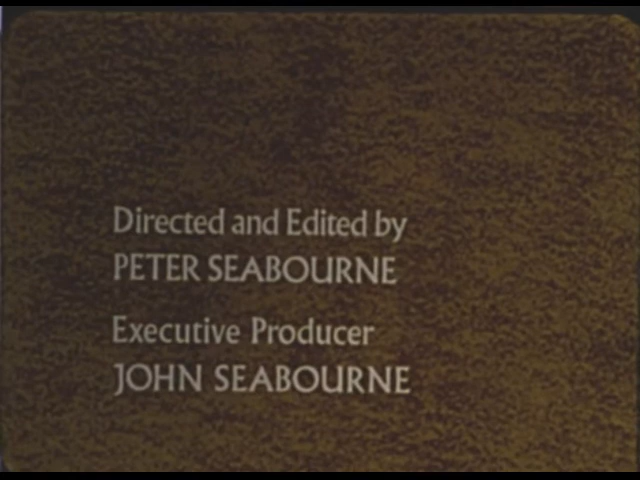 Directed and Edited by
PETER SEABOURNE
Executive Producer
JOHN SEABOURNE